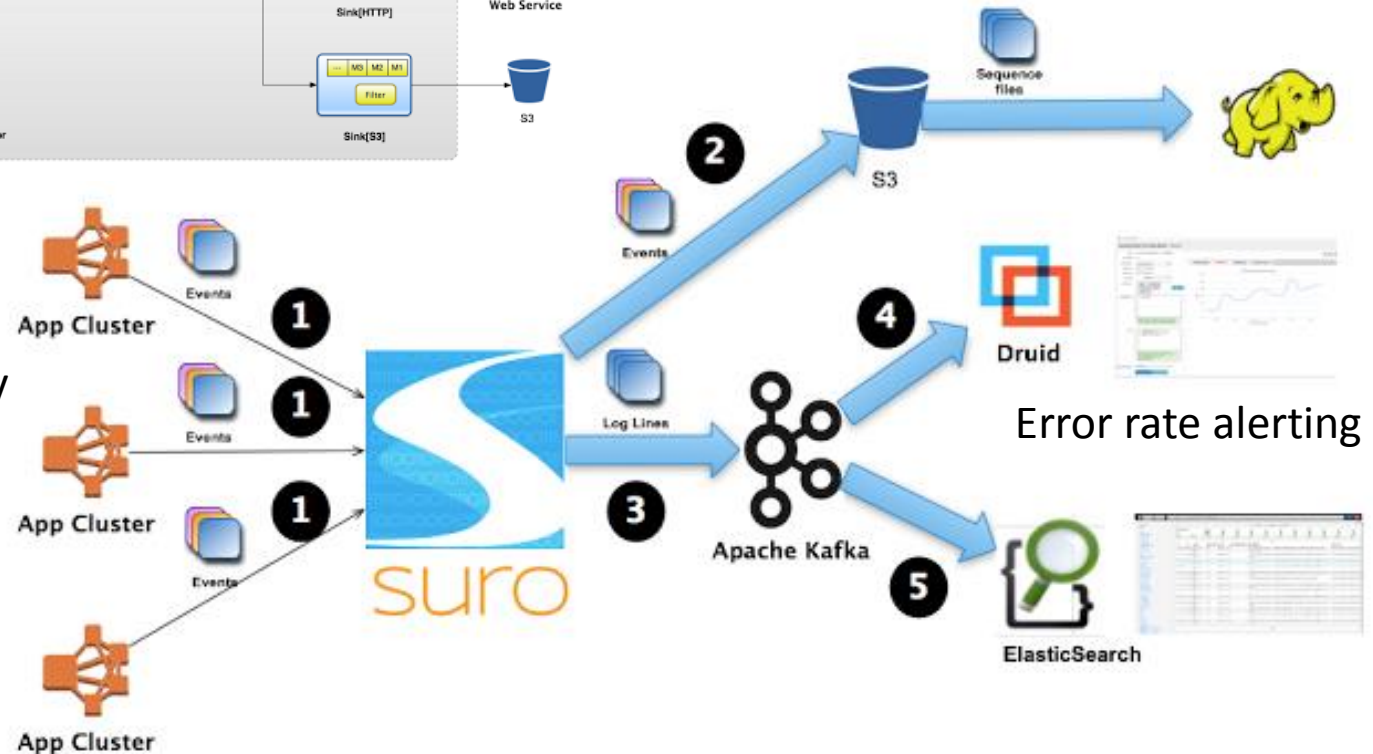 Sink[HTTP]
Web Service
... M3 M2 M1
Filter
Sink[S3]
S3
Sequence
files
2
S3
Events
Events
1
App Cluster
4
Druid
Events
1
Log Lines
Error rate alerting
App Cluster
3
Apache Kafka
Events
1
suro
5
ElasticSearch
App Cluster